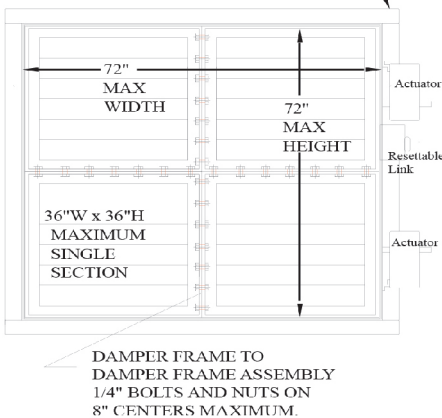 72"
MAX
WIDTH
72"
MAX
HEIGHT
Actuator
Resettable
Link
36"W x 36"H
MAXIMUM
SINGLE
SECTION
Actuator
DAMPER FRAME TO
DAMPER FRAME ASSEMBLY
1/4" BOLTS AND NUTS ON
8" CENTERS MAXIMUM.